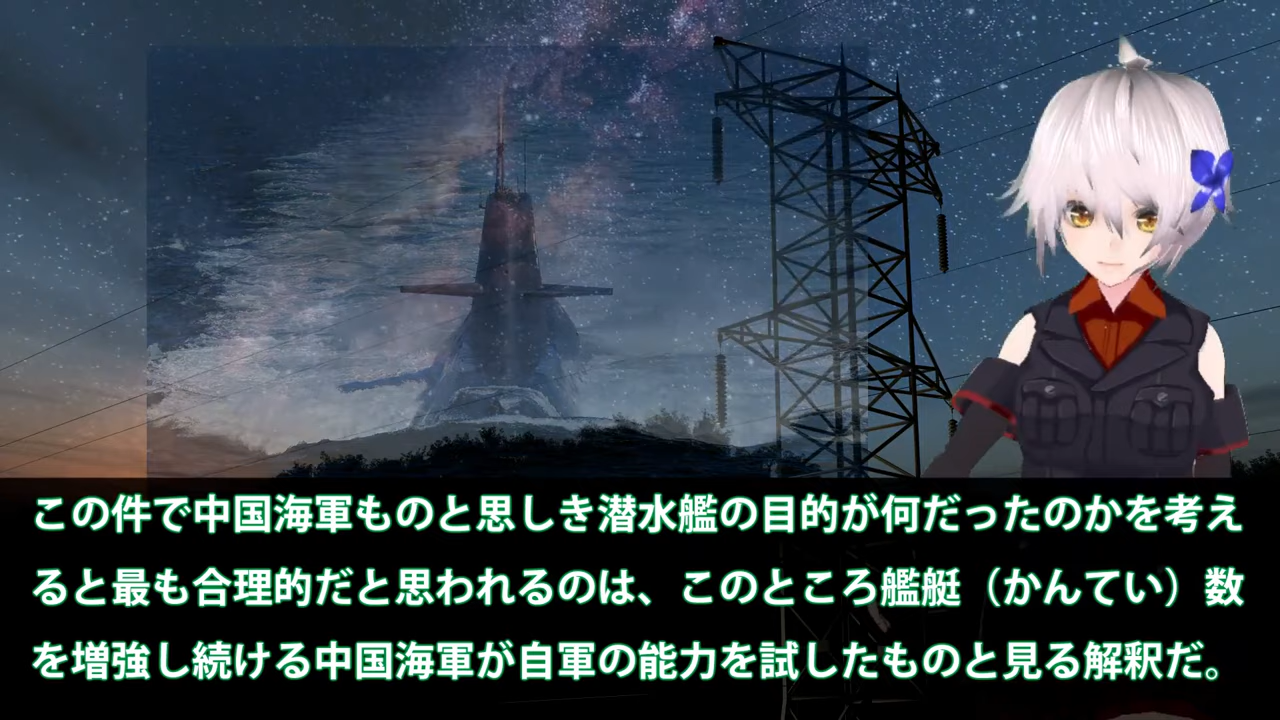 この件で中国海軍ものと思しき潜水艦の目的が何だったのかを考え
ると最も合理的だと思われるのは、このところ艦艇（かんてい）数
を増強し続ける中国海軍が自軍の能力を試したものと見る解釈だ。